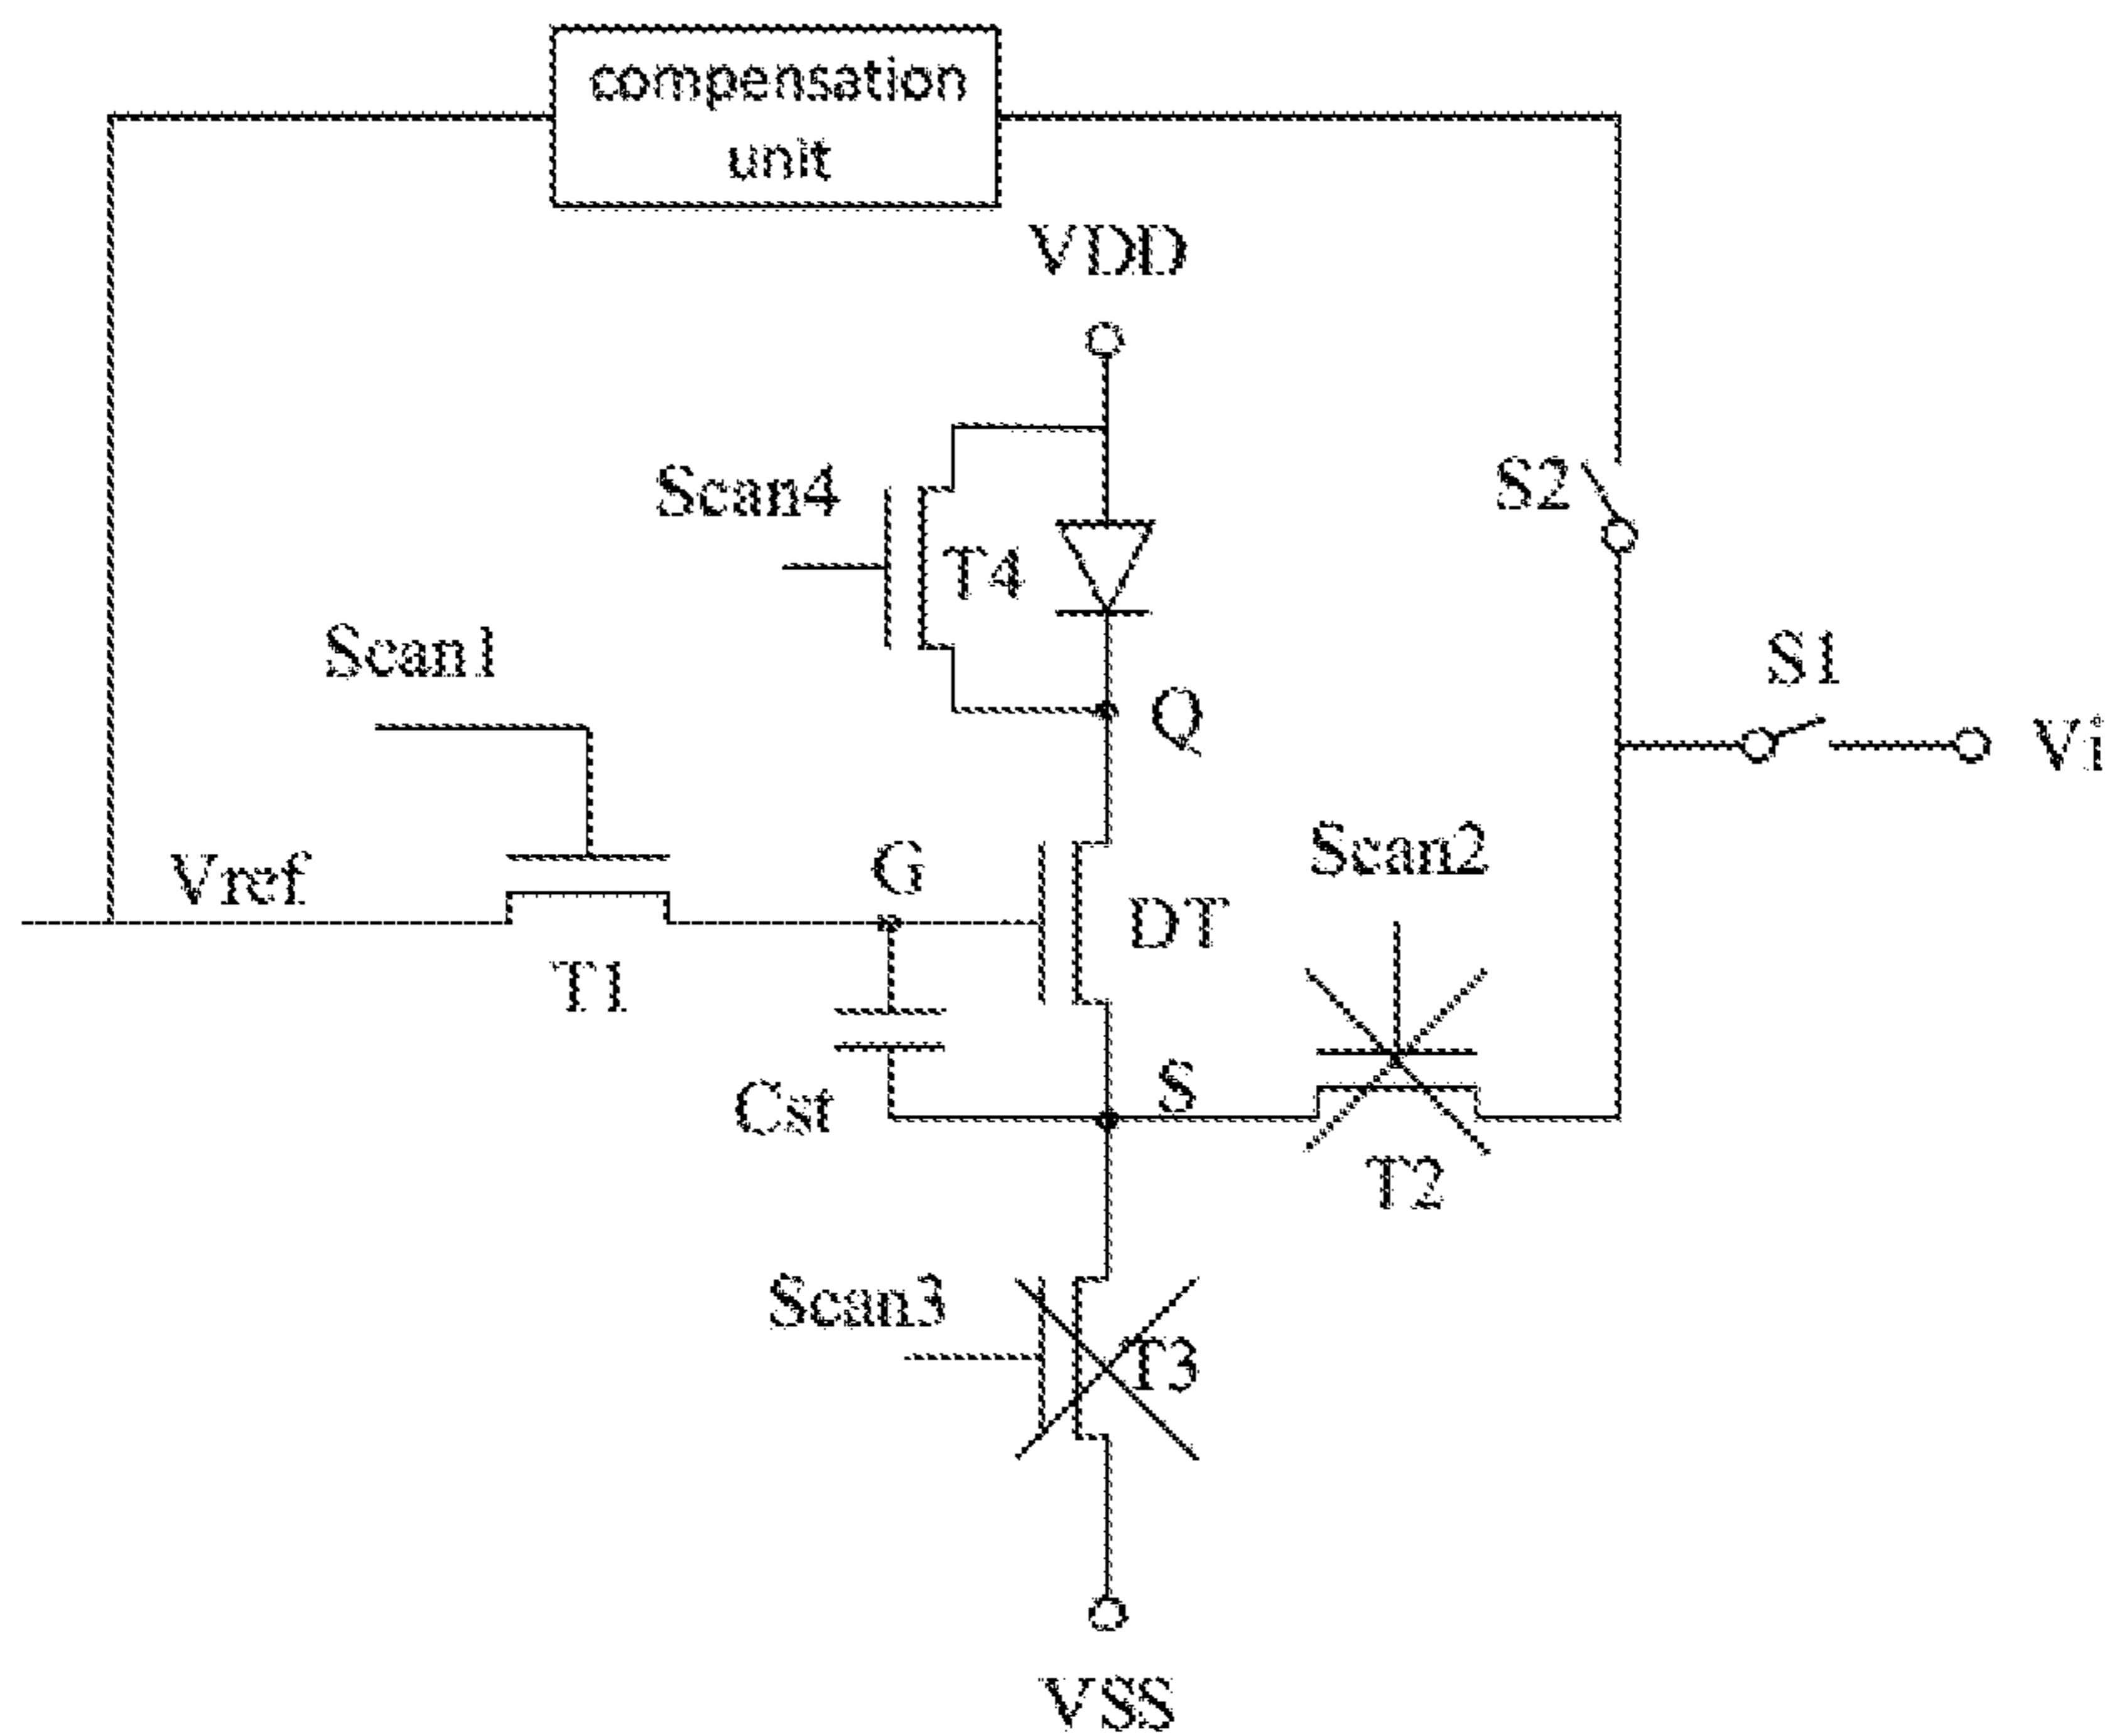 compensation
unit
VDD
Scan4
T4
S2
Scan1
Q
S1
Vi
Vref
G
DT
Scan2
T1
Cst
S
T2
Scan3
T3
VSS